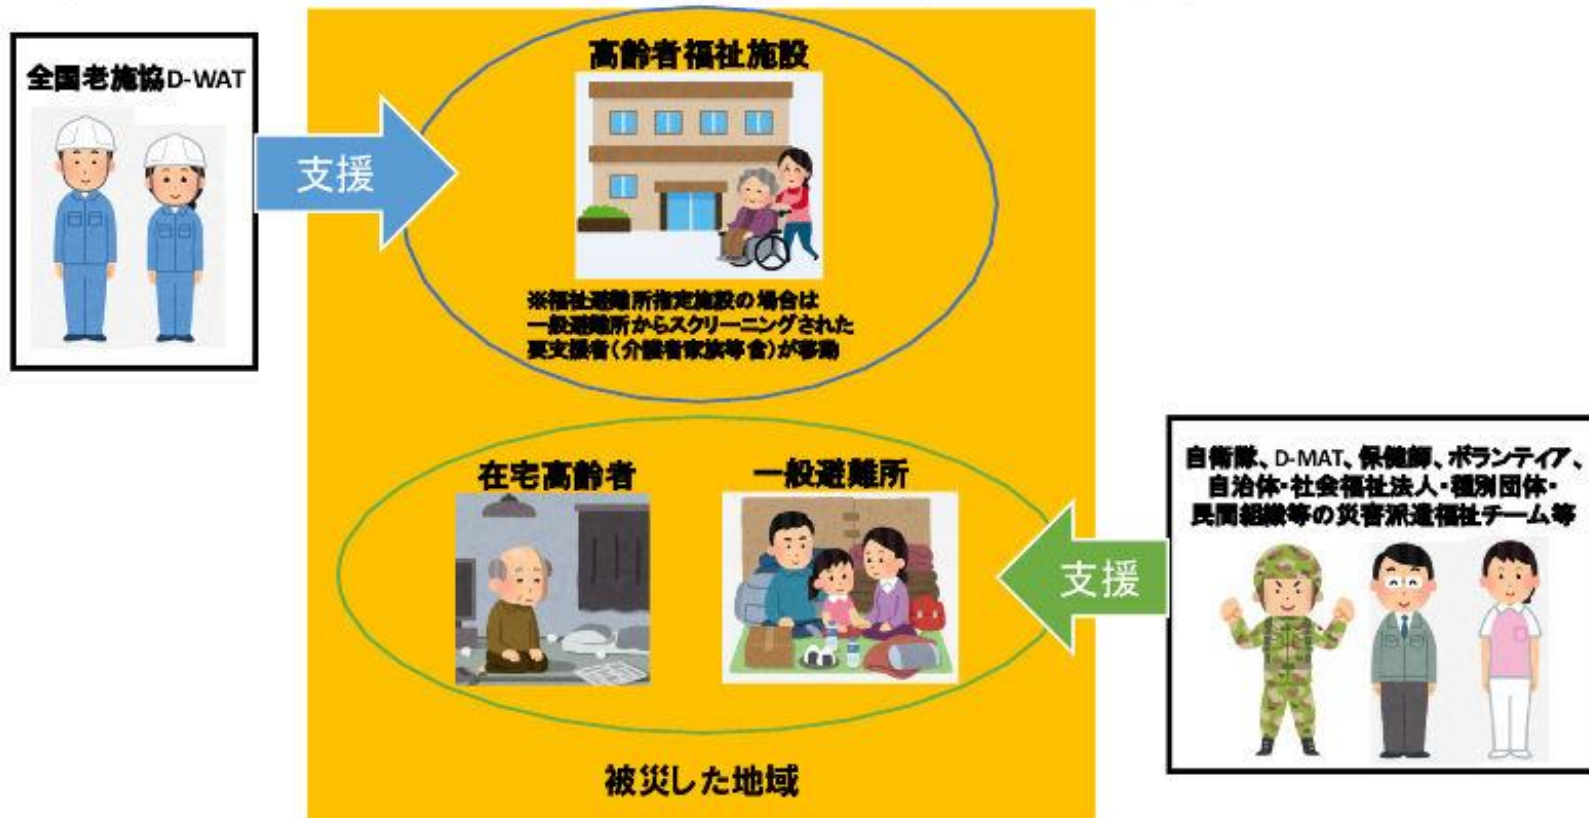 全国老施協D-WAT
支援
高齢者福祉施設
※福祉避難所指定施設の場合は
一般避難所からスクリーニングされた
要支援者(介護者家族等含)が移動
在宅高齢者
一般避難所
自衛隊、D-MAT、保健師、ボランティア、
自治体・社会福祉法人・種別団体・
民間組織等の災害派遣福祉チーム等
支援
被災した地域